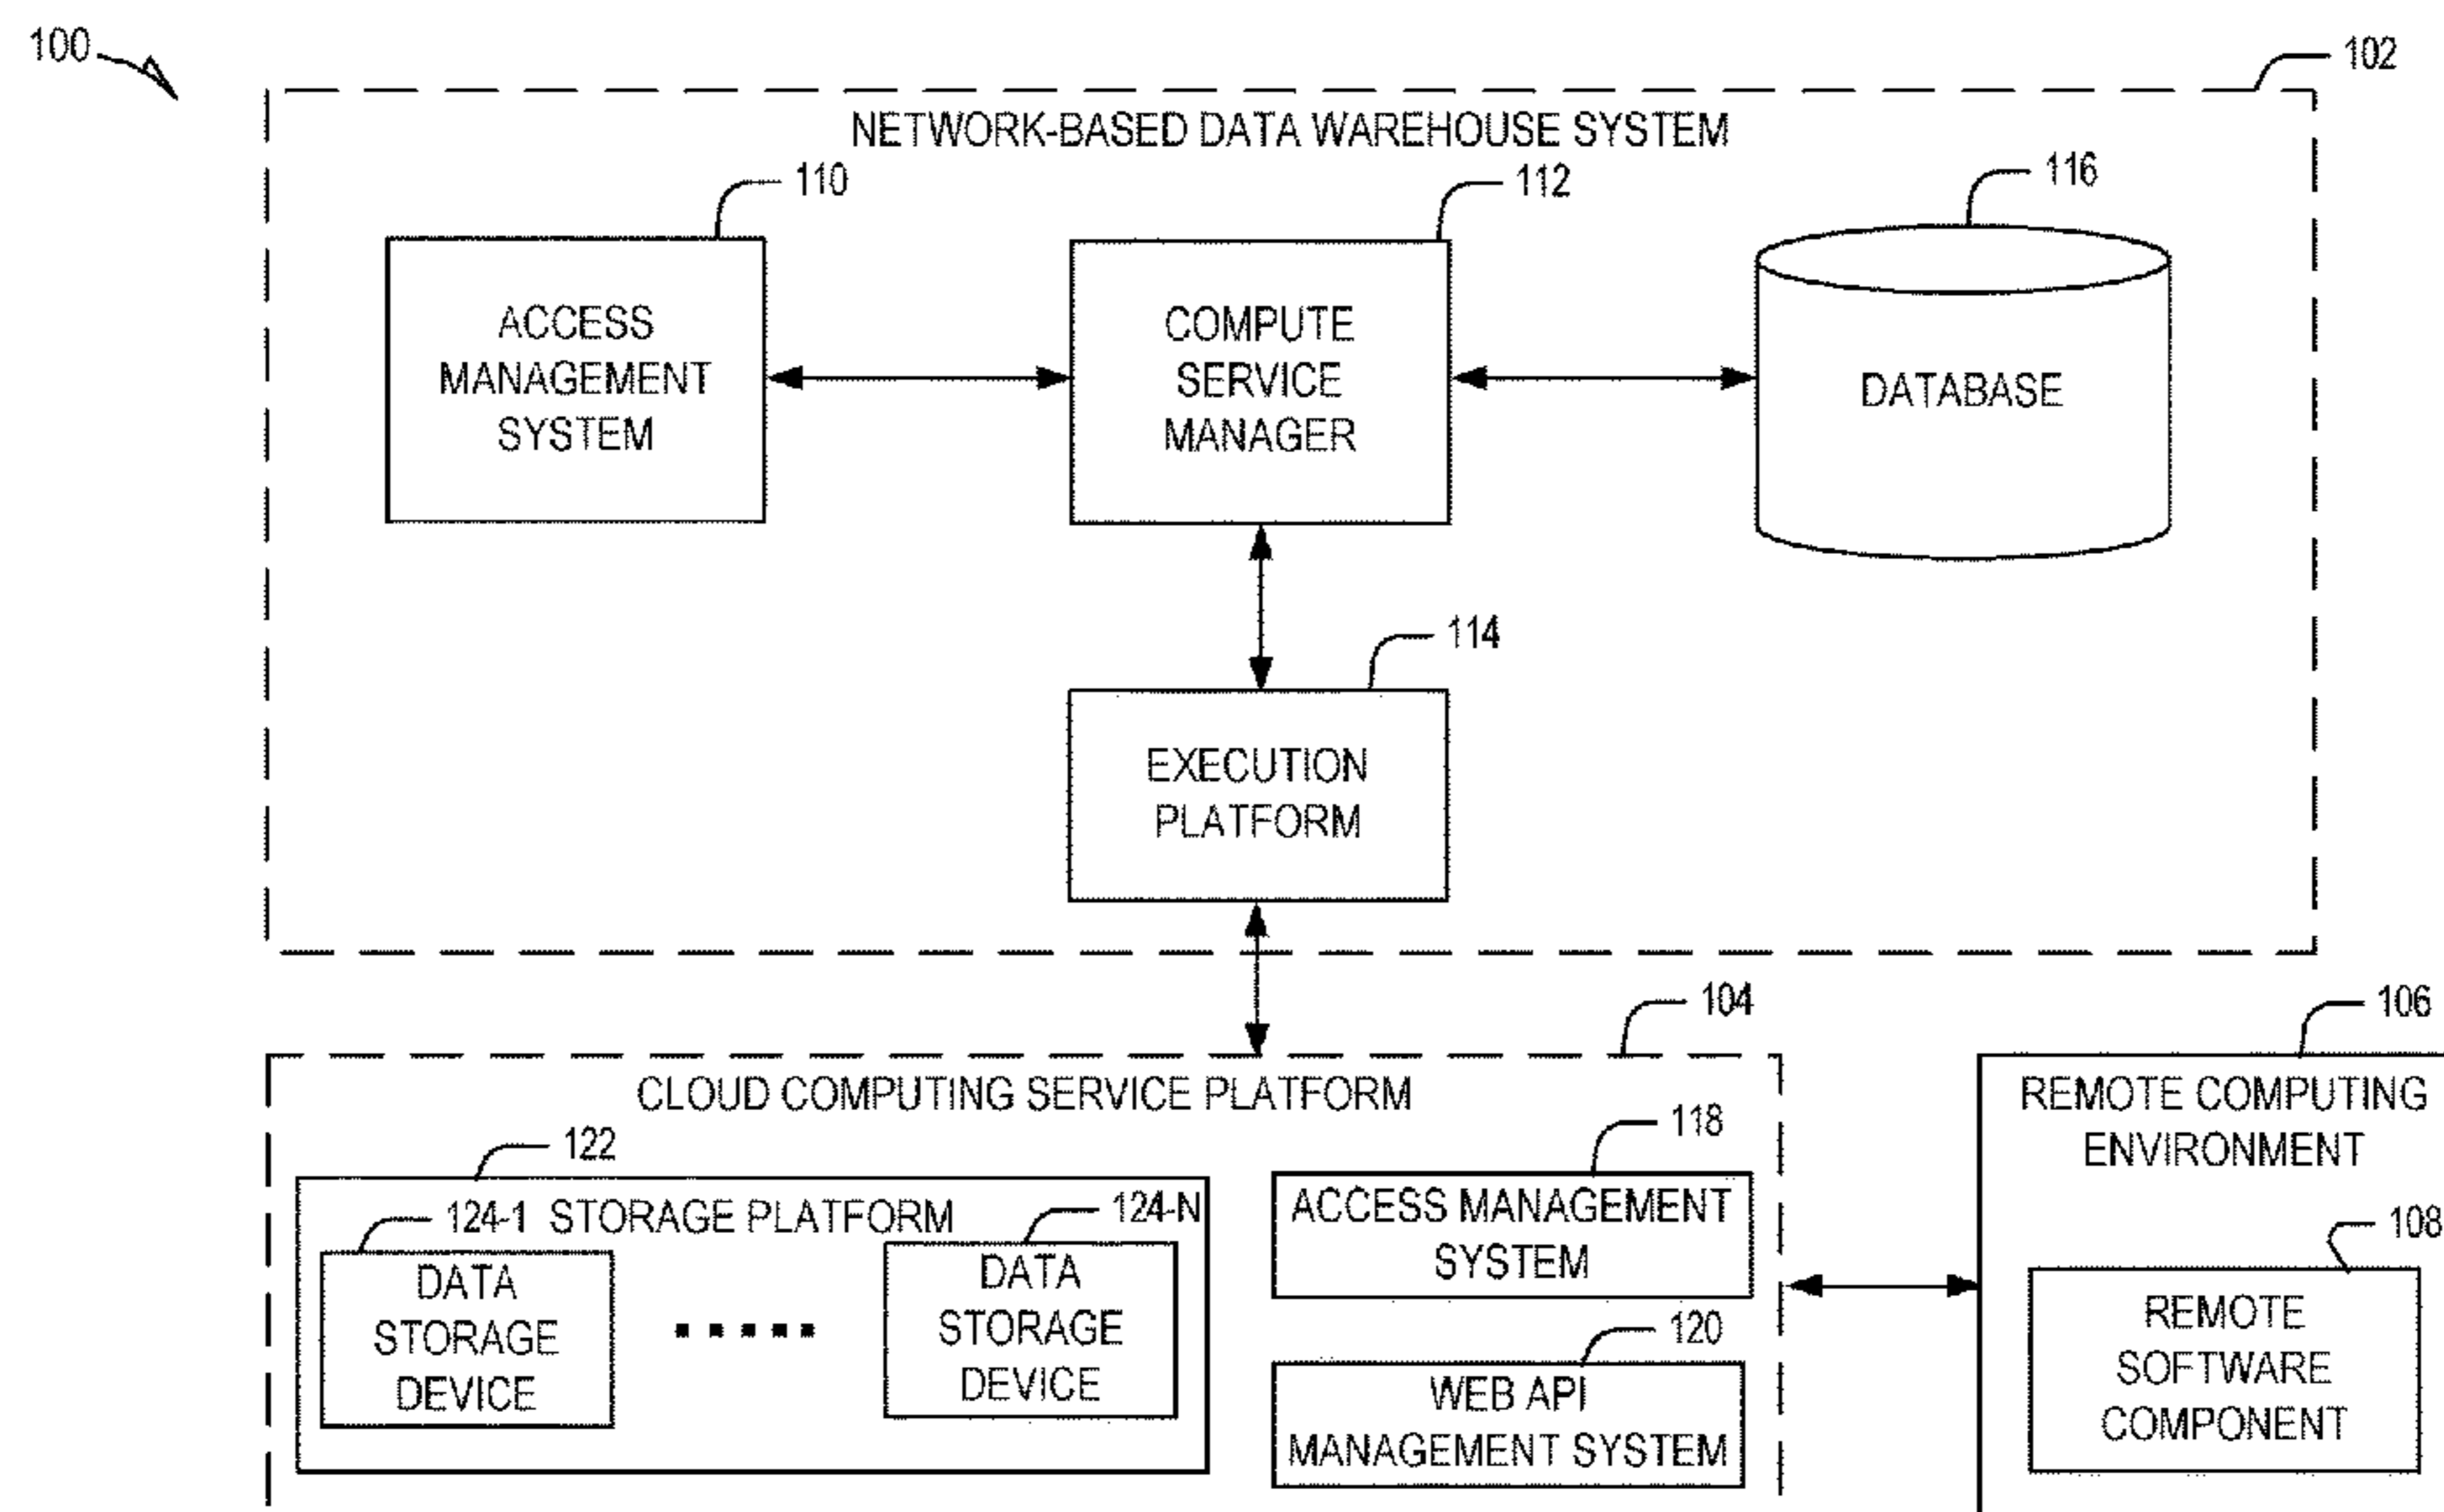 100
102
NETWORK-BASED DATA WAREHOUSE SYSTEM
110
112
116
ACCESS
MANAGEMENT
SYSTEM
COMPUTE
SERVICE
MANAGER
DATABASE
114
EXECUTION
PLATFORM
104
106
CLOUD COMPUTING SERVICE PLATFORM
REMOTE COMPUTING
ENVIRONMENT
122
118
124-1 STORAGE PLATFORM 124-N
ACCESS MANAGEMENT
SYSTEM
108
DATA
STORAGE
DEVICE
DATA
STORAGE
DEVICE
120
WEB API
MANAGEMENT SYSTEM
REMOTE
SOFTWARE
COMPONENT